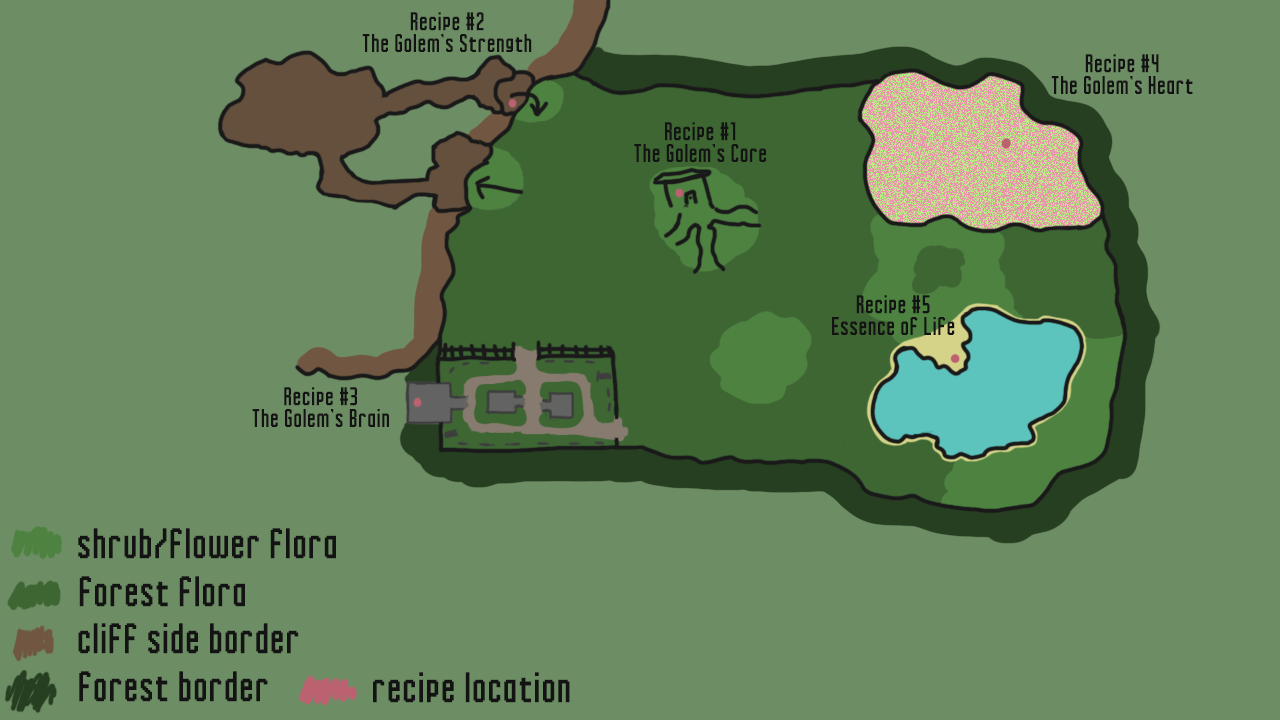 Recipe #2
The Golem's Strength
Recipe #4
The Golem's Heart
Recipe #1
The Golem's Core
Recipe #5
Essence of Life
Recipe #3
The Golem's Brain
shrub/Flower Flora
Forest Flora
cliff side border
Forest border
recipe location